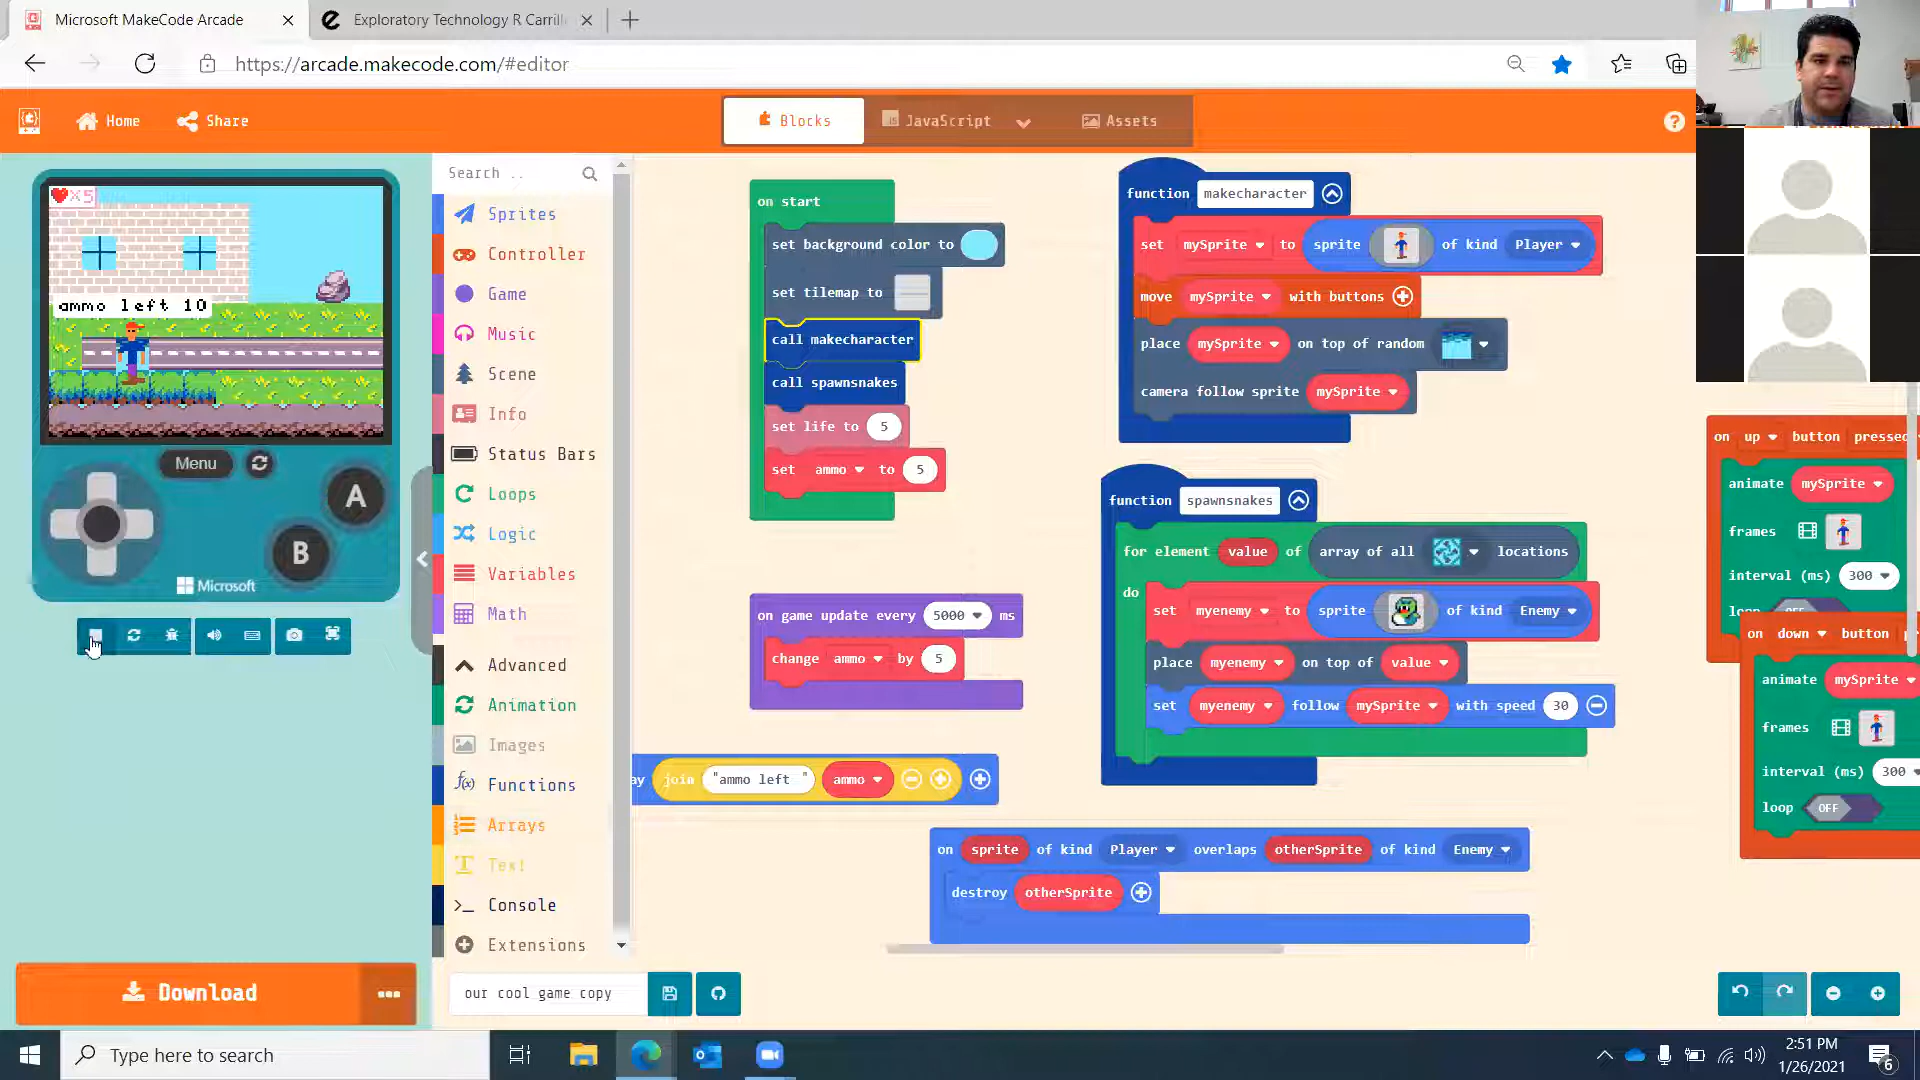 Microsoft MakeCode Arcade
Exploratory Technology R Carrill
https://arcade.makecode.com/#editor
Home
Share
Blocks
JavaScript
Assets
×5
ammo left 10
Menu
A
B
Microsoft
Download
Search ..
Sprites
Controller
Game
Music
Scene
Info
Status Bars
Loops
Logic
Variables
Math
Advanced
Animation
Images
Functions
Arrays
Text
Console
Extensions
on start
set background color to
set tilemap to
call makecharacter
call spawnsnakes
set life to 5
set ammo to 5
on game update every 5000 ms
change ammo by 5
ay join "ammo left " ammo
function makecharacter
set mySprite to sprite of kind Player
move mySprite with buttons
place mySprite on top of random
camera follow sprite mySprite
function spawnsnakes
for element value of array of all locations
do
set myenemy to sprite of kind Enemy
place myenemy on top of value
set myenemy follow mySprite with speed 30
on sprite of kind Player overlaps otherSprite of kind Enemy
destroy otherSprite
on up button pressed
animate mySprite
frames
interval (ms) 300
loop OFF
on down button p
animate mySprite
frames
interval (ms) 300
loop OFF
our cool game copy
Type here to search
2:51 PM
1/26/2021
6